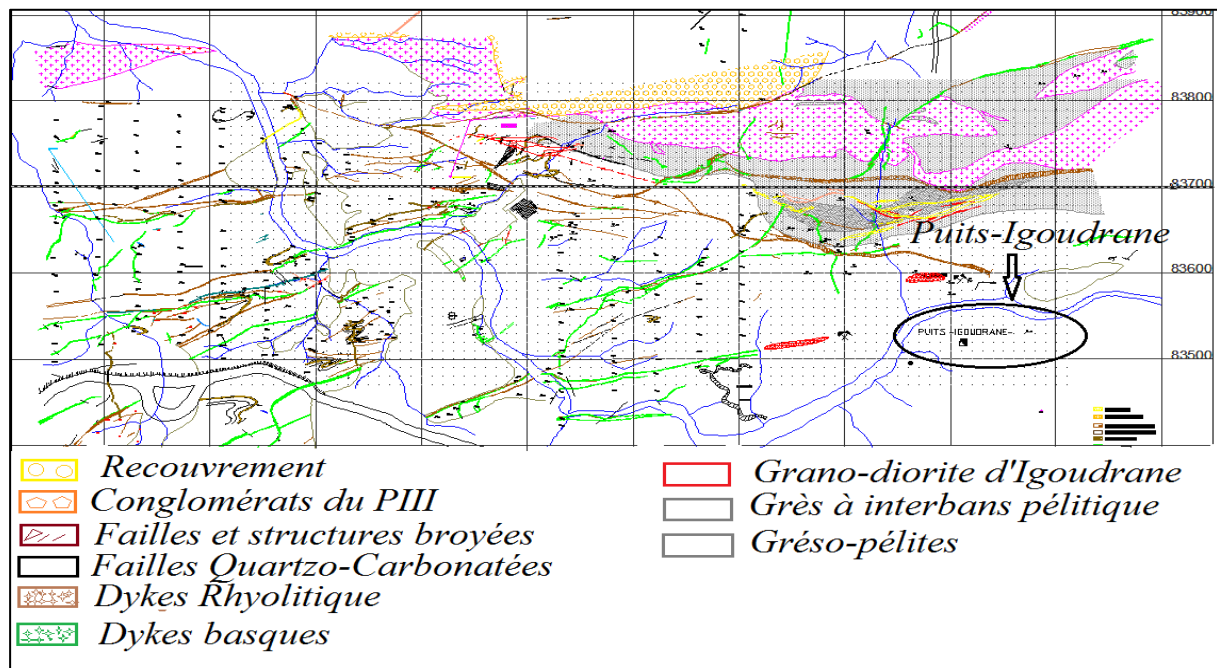 83900
83800
83700
Puits-Igoudrane
83600
PUITS -IGOUDRANE-
83500
Recouvrement
Conglomérats du PIII
Failles et structures broyées
Failles Quartzo-Carbonatées
Dykes Rhyolitique
Dykes basques
Grano-diorite d'Igoudrane
Grès à interbans pélitique
Gréso-pélites